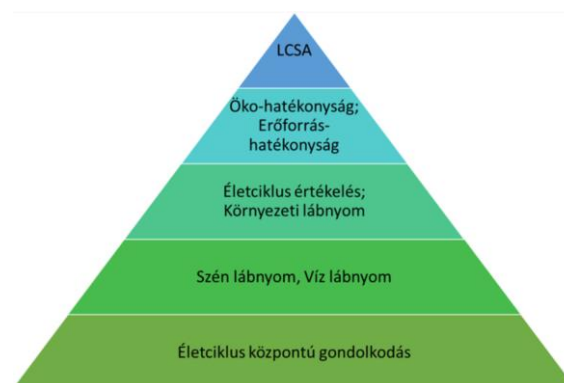 LCSA
Öko-hatékonyság;
Erőforrás-
hatékonyság
Életciklus értékelés;
Környezeti lábnyom
Szén lábnyom, Víz lábnyom
Életciklus központú gondolkodás